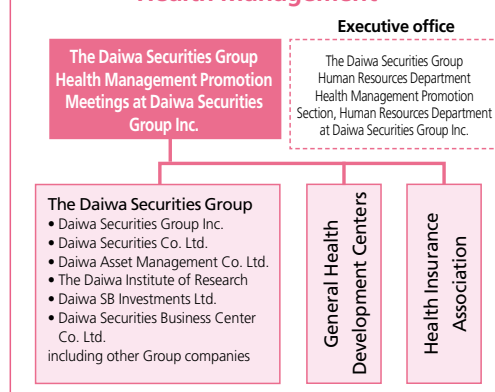 Health Management
Executive office
The Daiwa Securities Group
Health Management Promotion
Meetings at Daiwa Securities
Group Inc.
The Daiwa Securities Group
Human Resources Department
Health Management Promotion
Section, Human Resources Department
at Daiwa Securities Group Inc.
The Daiwa Securities Group
• Daiwa Securities Group Inc.
• Daiwa Securities Co. Ltd.
• Daiwa Asset Management Co. Ltd.
• The Daiwa Institute of Research
• Daiwa SB Investments Ltd.
• Daiwa Securities Business Center
Co. Ltd.
including other Group companies
General Health
Development Centers
Health Insurance
Association